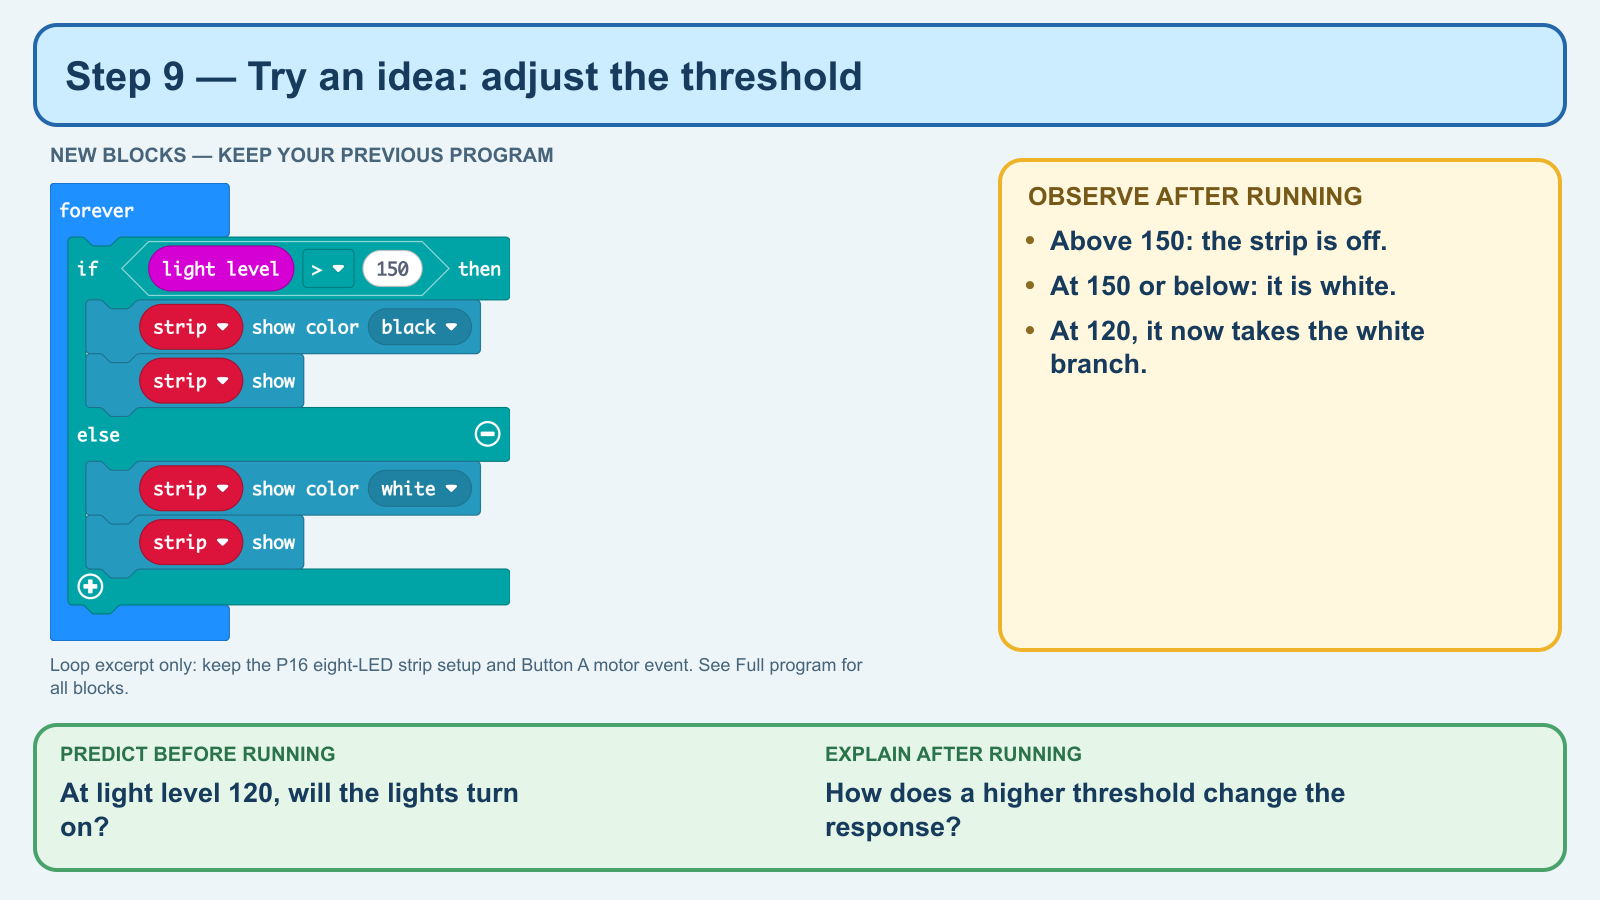 Step 9 — Try an idea: adjust the threshold
NEW BLOCKS — KEEP YOUR PREVIOUS PROGRAM
forever
if light level > 150 then
strip show color black
strip show
else
strip show color white
strip show
Loop excerpt only: keep the P16 eight-LED strip setup and Button A motor event. See Full program for
all blocks.
OBSERVE AFTER RUNNING
• Above 150: the strip is off.
• At 150 or below: it is white.
• At 120, it now takes the white
branch.
PREDICT BEFORE RUNNING
At light level 120, will the lights turn
on?
EXPLAIN AFTER RUNNING
How does a higher threshold change the
response?